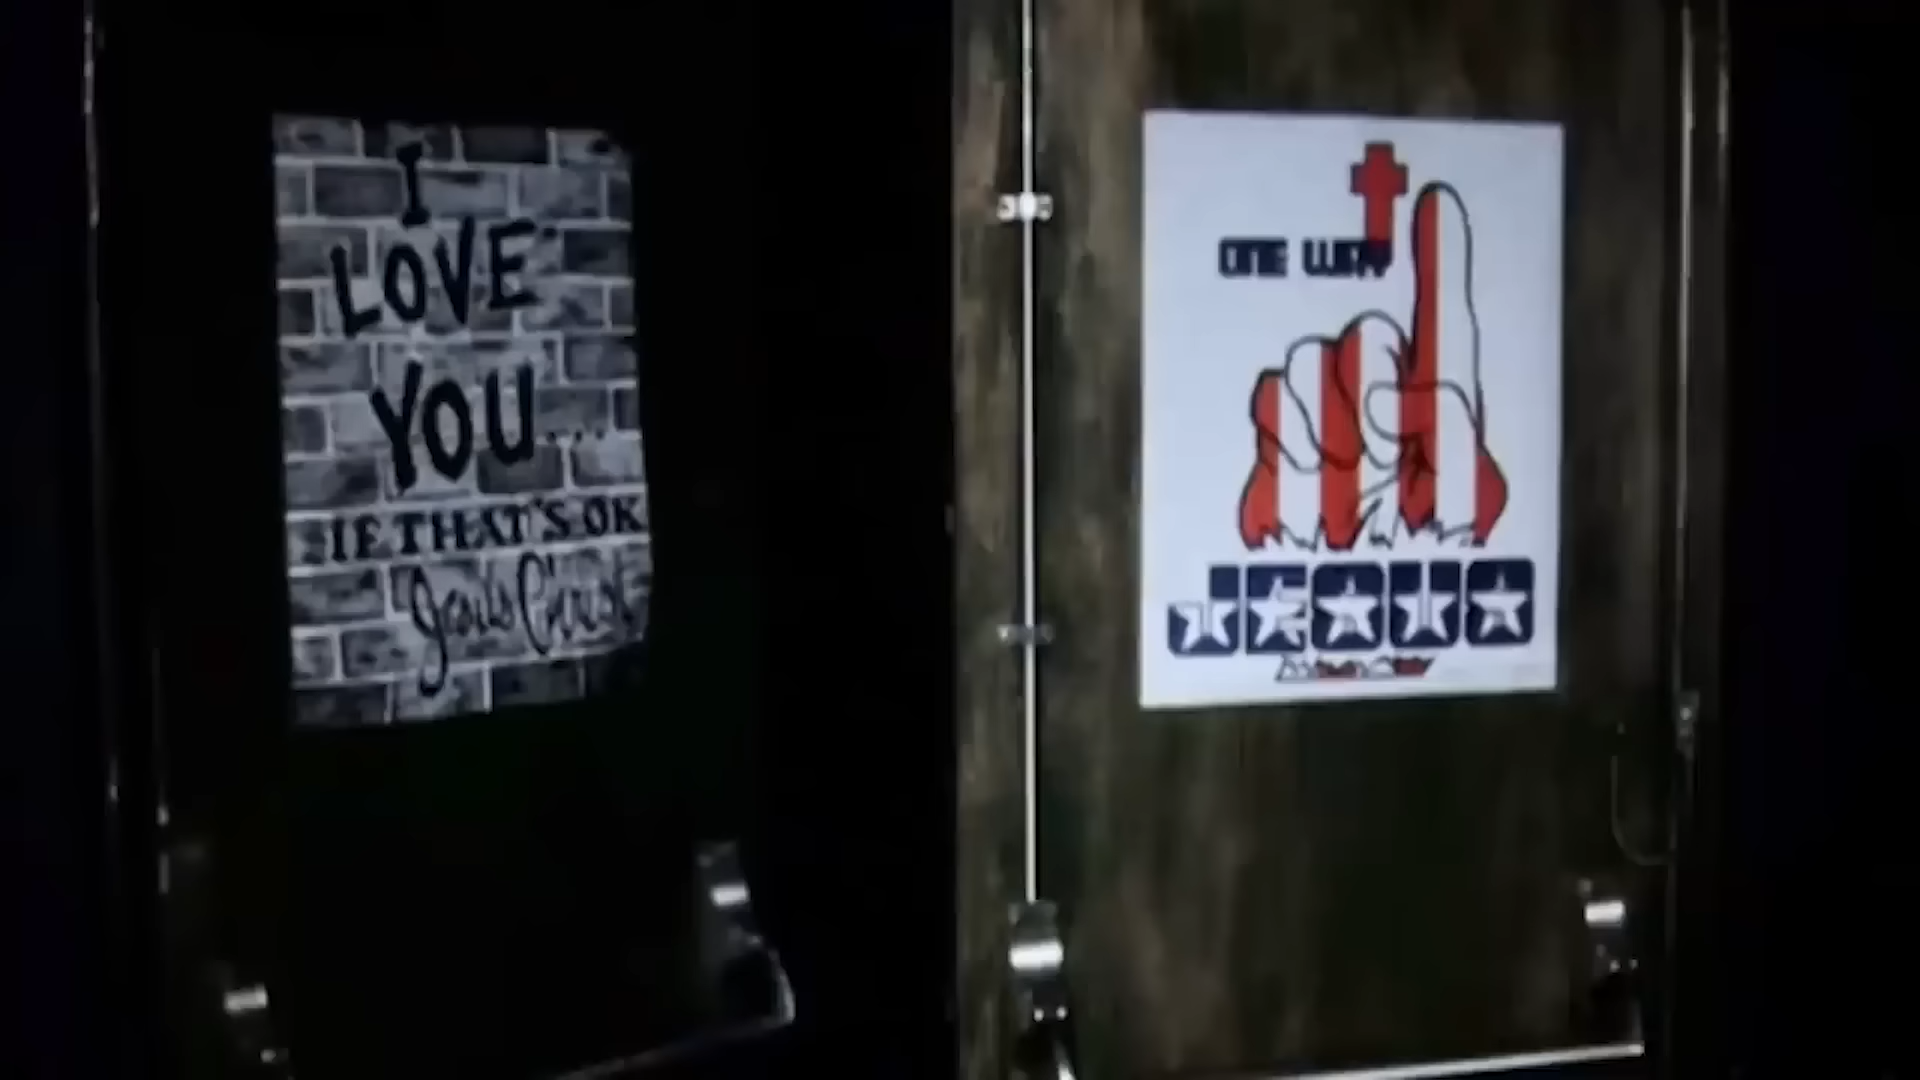 I
LOVE
YOU...
IF THAT'S OK
Jesus Christ
ONE WAY
JESUS